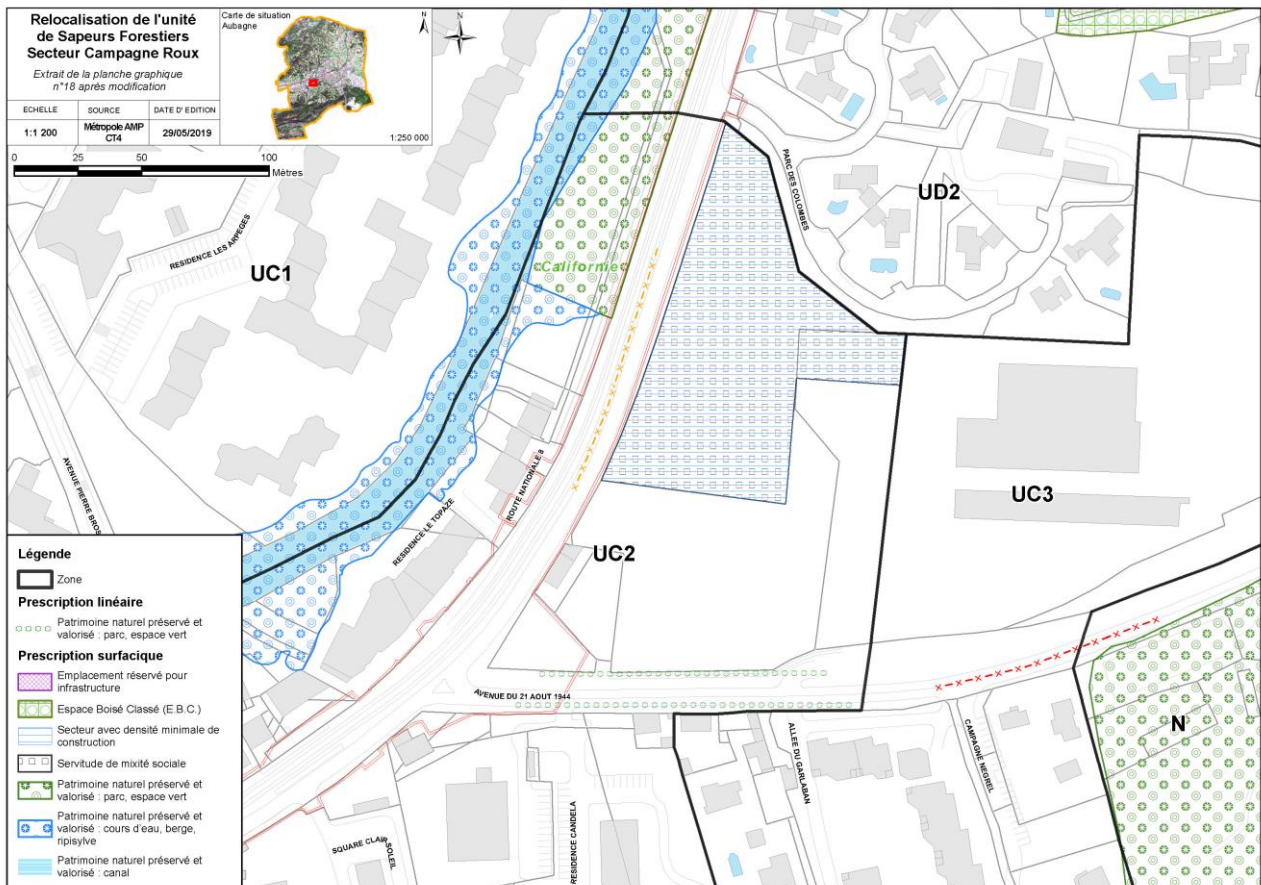 Relocalisation de l'unité
de Sapeurs Forestiers
Secteur Campagne Roux
Extrait de la planche graphique
n°18 après modification
ECHELLE
SOURCE
DATE D' EDITION
1:1 200
Métropole AMP
CT4
29/05/2019
Carte de situation
Aubagne
N
1:250 000
N
0 25 50 100
Mètres
PARC DES COLOMBES
UD2
RESIDENCE LES ARPEGES
UC1
Californie
AVENUE PIERRE BROS
ROUTE NATIONALE 8
RESIDENCE LE TOPAZE
UC3
UC2
AVENUE DU 21 AOUT 1944
N
ALLEE DU GARLABAN
CAMPAGNE NEGREL
RESIDENCE CANDELA
SQUARE CLAIR SOLEIL
Légende
Zone
Prescription linéaire
Patrimoine naturel préservé et
valorisé : parc, espace vert
Prescription surfacique
Emplacement réservé pour
infrastructure
Espace Boisé Classé (E.B.C.)
Secteur avec densité minimale de
construction
Servitude de mixité sociale
Patrimoine naturel préservé et
valorisé : parc, espace vert
Patrimoine naturel préservé et
valorisé : cours d'eau, berge,
ripisylve
Patrimoine naturel préservé et
valorisé : canal